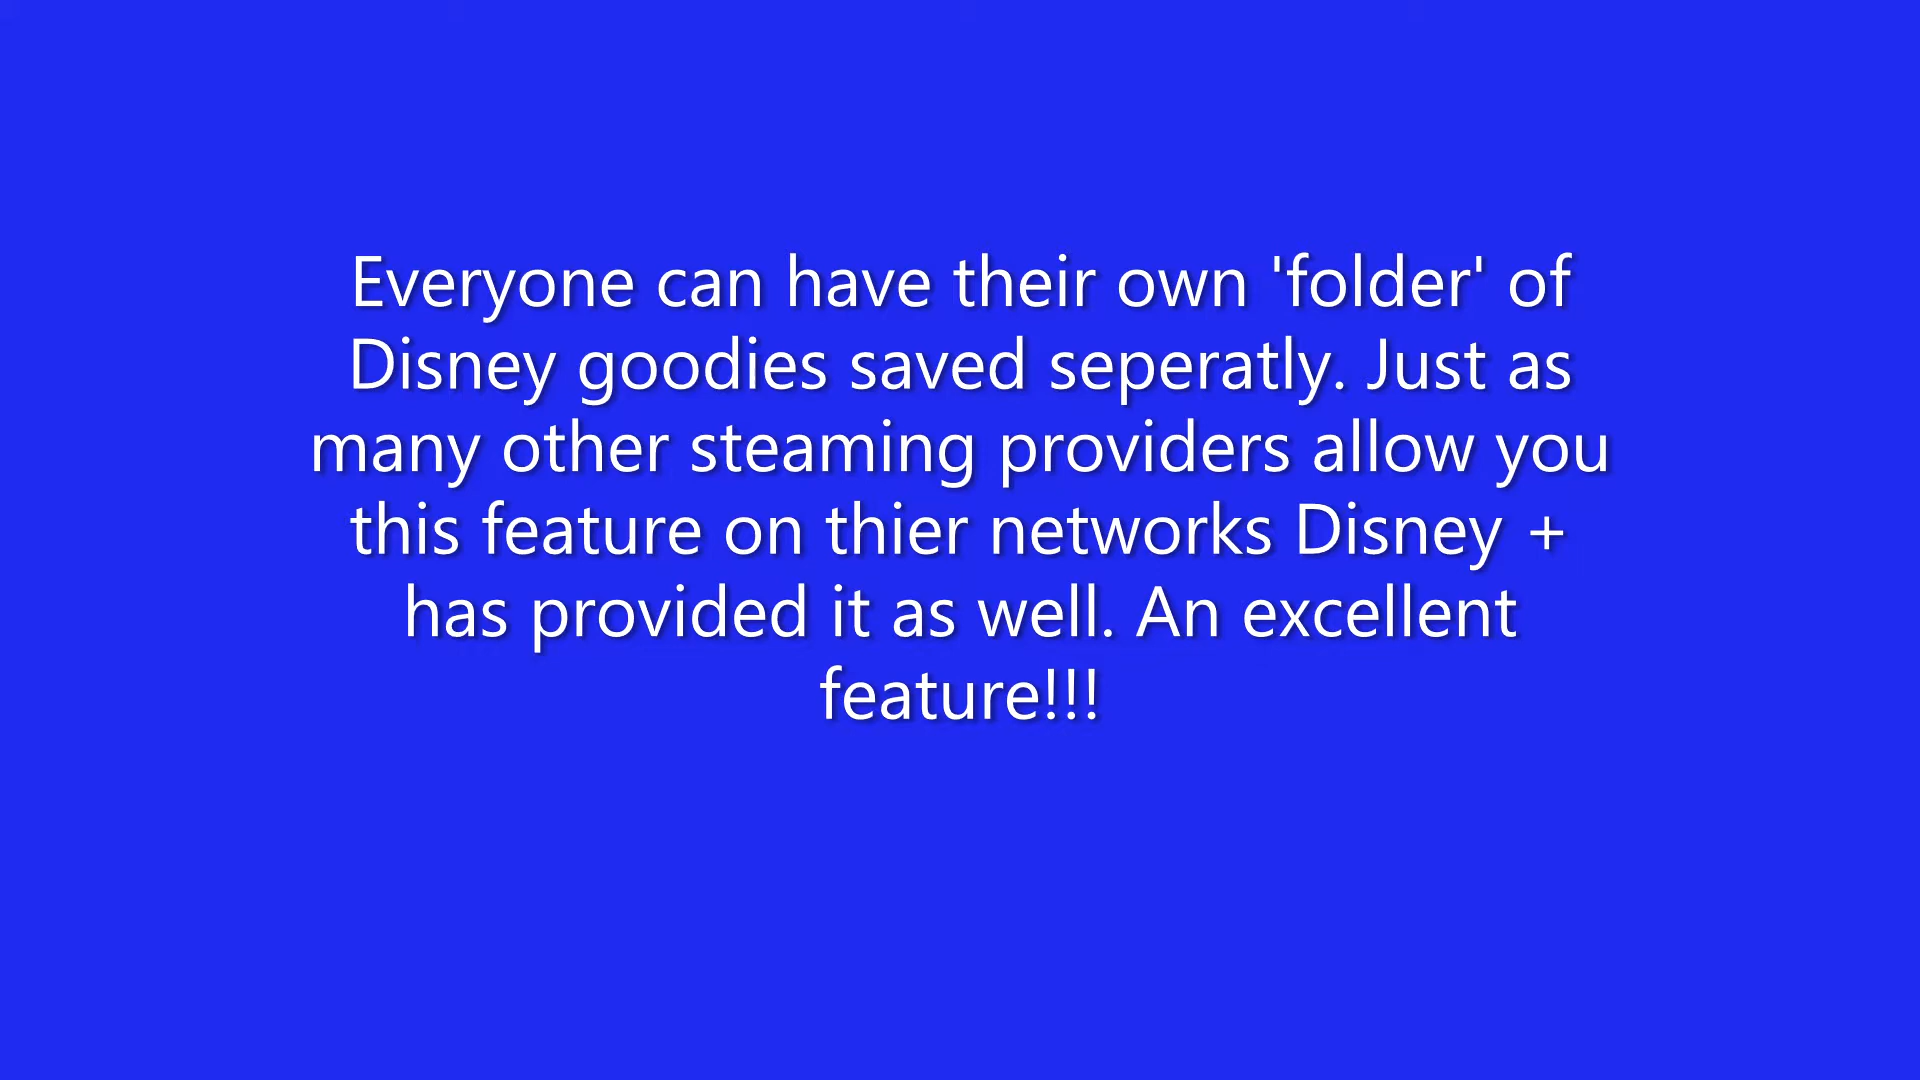 Everyone can have their own 'folder' of
Disney goodies saved seperatly. Just as
many other steaming providers allow you
this feature on thier networks Disney +
has provided it as well. An excellent
feature!!!